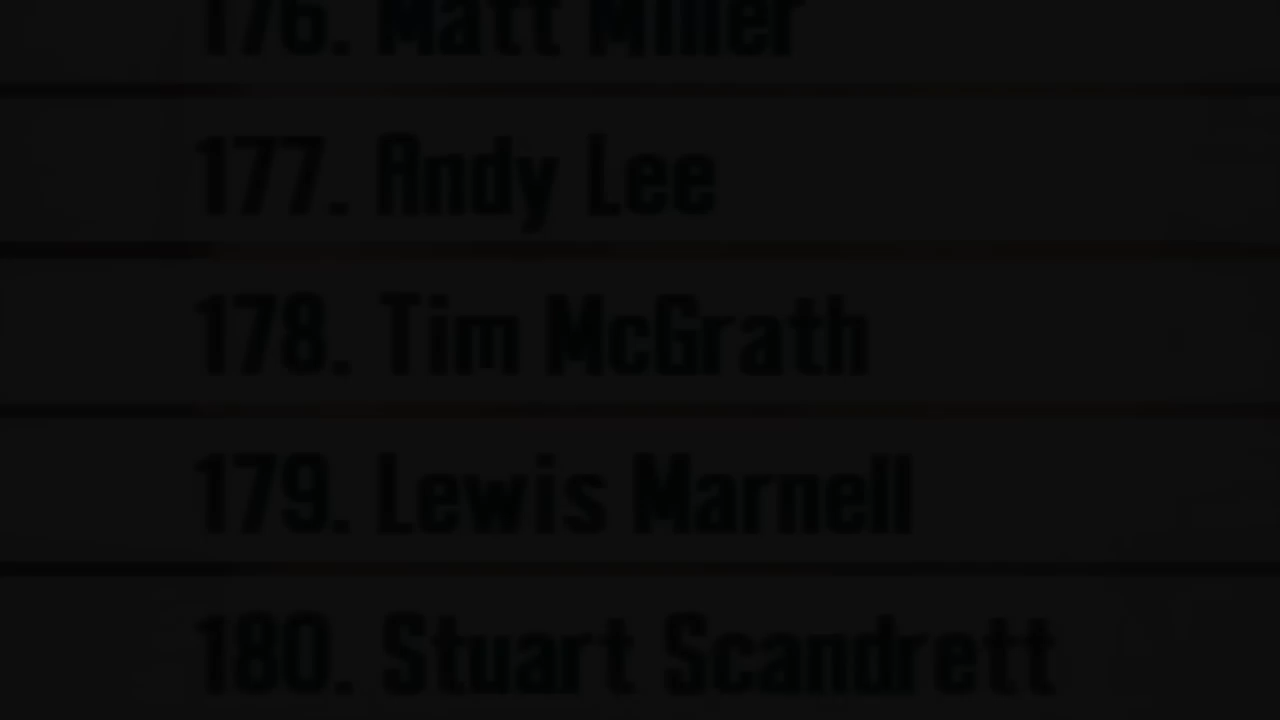 176. Matt Miller
177. Andy Lee
178. Tim McGrath
179. Lewis Marnell
180. Stuart Scandrett